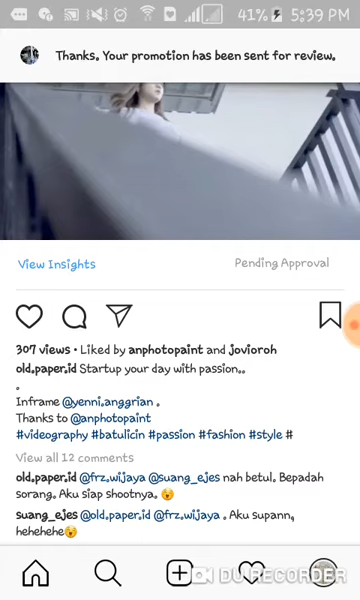 41% 5:39 PM
Thanks. Your promotion has been sent for review.
View Insights
Pending Approval
307 views • Liked by anphotopaint and jovioroh
old.paper.id Startup your day with passion..
.
Inframe @yenni.anggrian .
Thanks to @anphotopaint
#videography #batulicin #passion #fashion #style #
View all 12 comments
old.paper.id @frz.wijaya @suang_ejes nah betul. Bepadah
sorang. Aku siap shootnya. 😯
suang_ejes @old.paper.id @frz.wijaya . Aku supann,
hehehehe😯
DU RECORDER